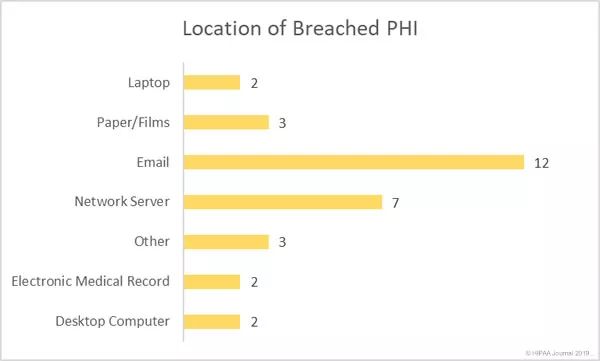 Location of Breached PHI
Laptop 2
Paper/Films 3
Email 12
Network Server 7
Other 3
Electronic Medical Record 2
Desktop Computer 2
© HIPAA Journal 2019